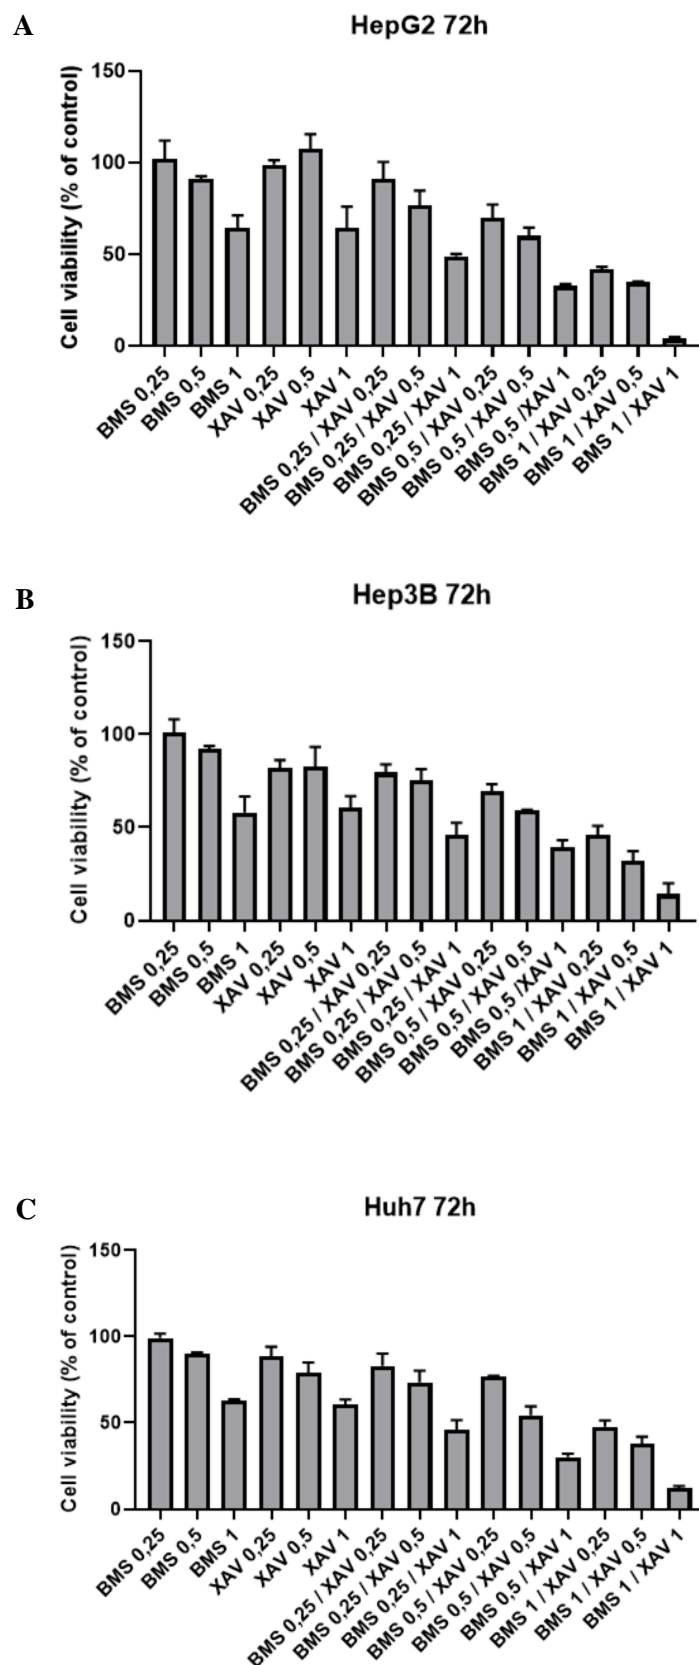 A
HepG2 72h
Cell viability (% of control)
150
100
50
0
BMS 0,25
BMS 0,5
BMS 1
XAV 0,25
XAV 0,5
XAV 1
BMS 0,25 / XAV 0,25
BMS 0,25 / XAV 0,5
BMS 0,25 / XAV 1
BMS 0,5 / XAV 0,25
BMS 0,5 / XAV 0,5
BMS 0,5 /XAV 1
BMS 1 / XAV 0,25
BMS 1 / XAV 0,5
BMS 1 / XAV 1
B
Hep3B 72h
Cell viability (% of control)
150
100
50
0
BMS 0,25
BMS 0,5
BMS 1
XAV 0,25
XAV 0,5
XAV 1
BMS 0,25 / XAV 0,25
BMS 0,25 / XAV 0,5
BMS 0,25 / XAV 1
BMS 0,5 / XAV 0,25
BMS 0,5 / XAV 0,5
BMS 0,5 /XAV 1
BMS 1 / XAV 0,25
BMS 1 / XAV 0,5
BMS 1 / XAV 1
C
Huh7 72h
Cell viability (% of control)
150
100
50
0
BMS 0,25
BMS 0,5
BMS 1
XAV 0,25
XAV 0,5
XAV 1
BMS 0,25 / XAV 0,25
BMS 0,25 / XAV 0,5
BMS 0,25 / XAV 1
BMS 0,5 / XAV 0,25
BMS 0,5 / XAV 0,5
BMS 0,5 / XAV 1
BMS 1 / XAV 0,25
BMS 1 / XAV 0,5
BMS 1 / XAV 1